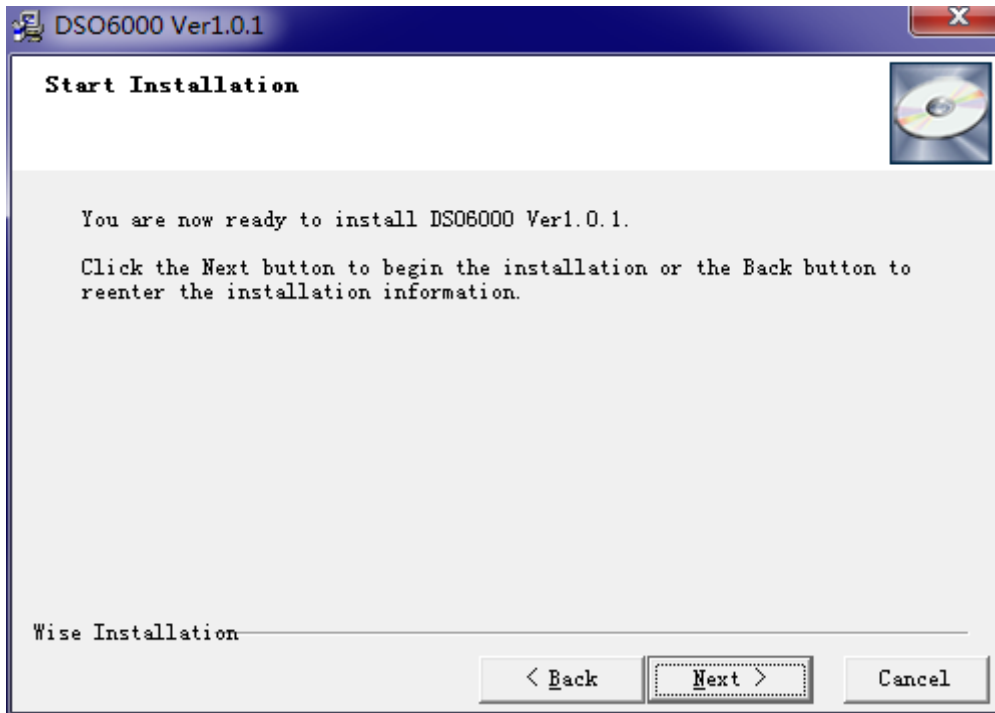 DSO6000 Ver1.0.1
Start Installation
You are now ready to install DSO6000 Ver1.0.1.
Click the Next button to begin the installation or the Back button to
reenter the installation information.
Wise Installation
< Back
Next >
Cancel